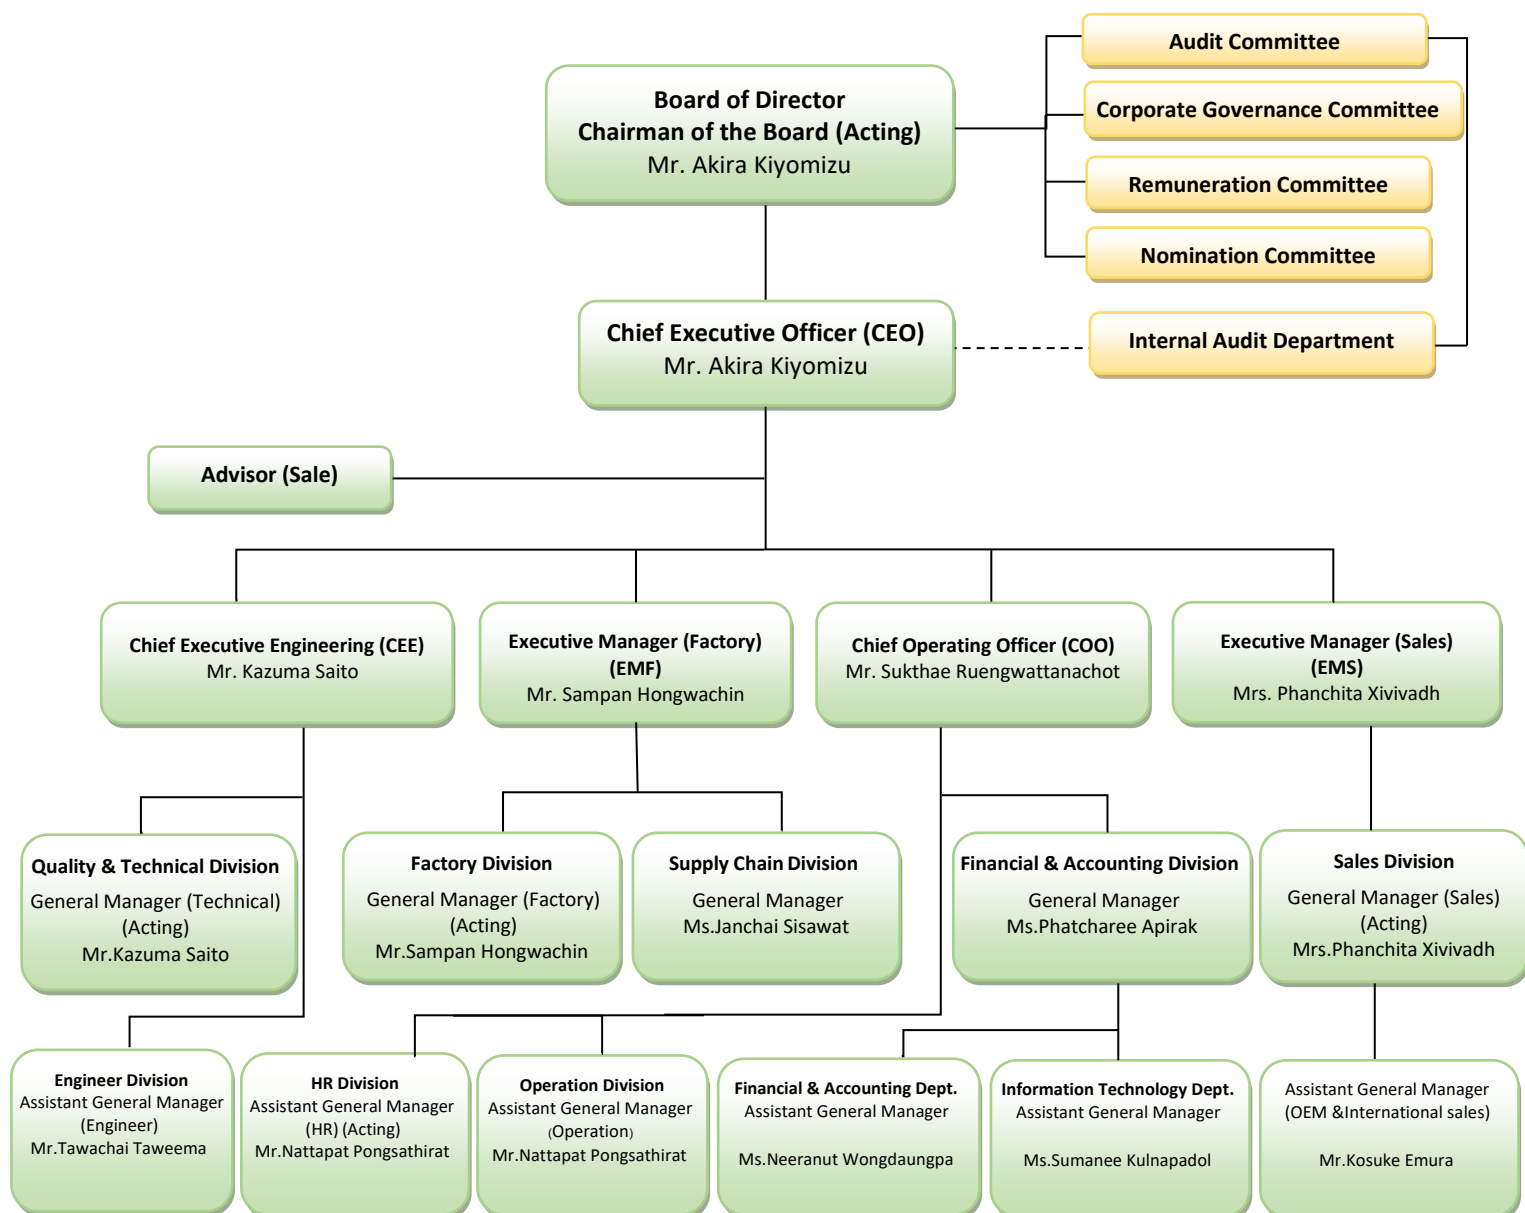 Audit Committee
Board of Director
Chairman of the Board (Acting)
Mr. Akira Kiyomizu
Corporate Governance Committee
Remuneration Committee
Nomination Committee
Chief Executive Officer (CEO)
Mr. Akira Kiyomizu
Internal Audit Department
Advisor (Sale)
Chief Executive Engineering (CEE)
Mr. Kazuma Saito
Executive Manager (Factory)
(EMF)
Mr. Sampan Hongwachin
Chief Operating Officer (COO)
Mr. Sukthae Ruengwattanachot
Executive Manager (Sales)
(EMS)
Mrs. Phanchita Xivivadh
Quality & Technical Division
General Manager (Technical)
(Acting)
Mr.Kazuma Saito
Factory Division
General Manager (Factory)
(Acting)
Mr.Sampan Hongwachin
Supply Chain Division
General Manager
Ms.Janchai Sisawat
Financial & Accounting Division
General Manager
Ms.Phatcharee Apirak
Sales Division
General Manager (Sales)
(Acting)
Mrs.Phanchita Xivivadh
Engineer Division
Assistant General Manager
(Engineer)
Mr.Tawachai Taweema
HR Division
Assistant General Manager
(HR) (Acting)
Mr.Nattapat Pongsathirat
Operation Division
Assistant General Manager
(Operation)
Mr.Nattapat Pongsathirat
Financial & Accounting Dept.
Assistant General Manager
Ms.Neeranut Wongdaungpa
Information Technology Dept.
Assistant General Manager
Ms.Sumanee Kulnapadol
Assistant General Manager
(OEM &International sales)
Mr.Kosuke Emura